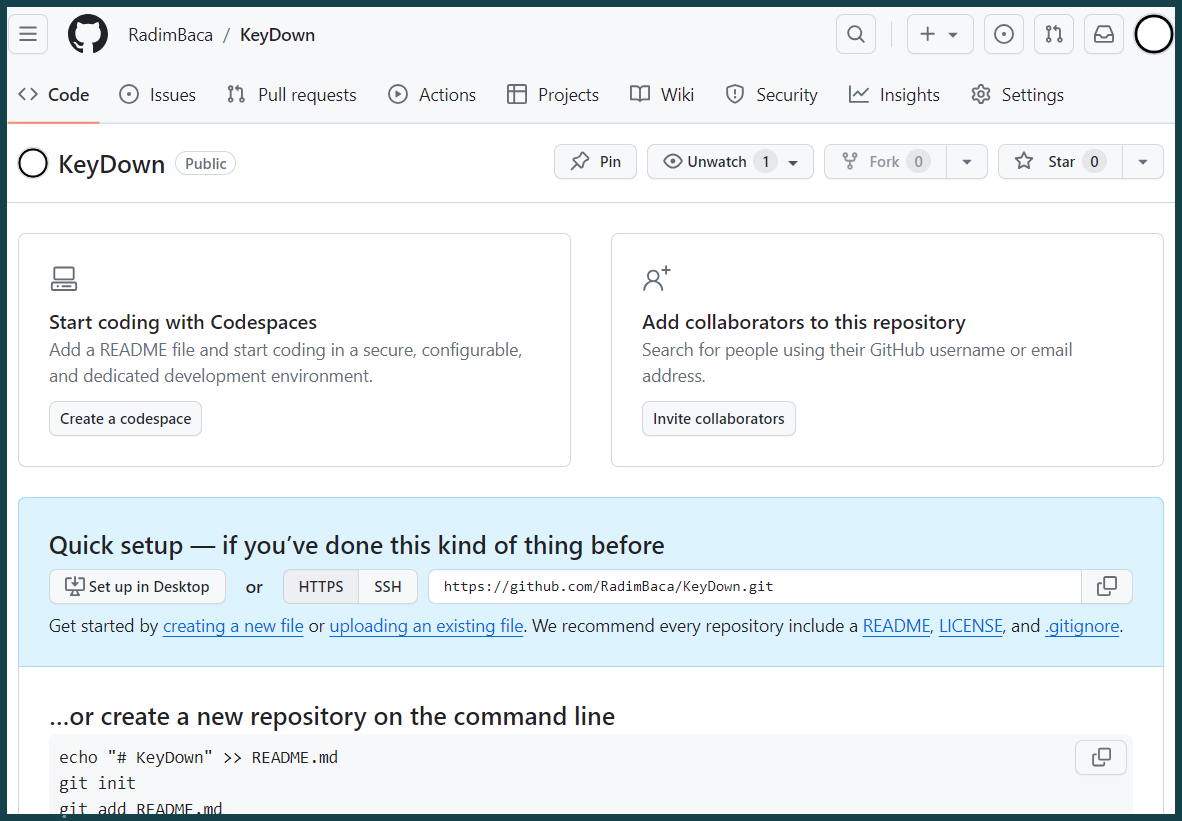 RadimBaca / KeyDown
Code Issues Pull requests Actions Projects Wiki Security Insights Settings
KeyDown Public Pin Unwatch 1 Fork 0 Star 0
Start coding with Codespaces
Add a README file and start coding in a secure, configurable,
and dedicated development environment.
Create a codespace
Add collaborators to this repository
Search for people using their GitHub username or email
address.
Invite collaborators
Quick setup — if you’ve done this kind of thing before
Set up in Desktop or HTTPS SSH https://github.com/RadimBaca/KeyDown.git
Get started by creating a new file or uploading an existing file. We recommend every repository include a README, LICENSE, and .gitignore.
…or create a new repository on the command line
echo "# KeyDown" >> README.md
git init
git add README.md